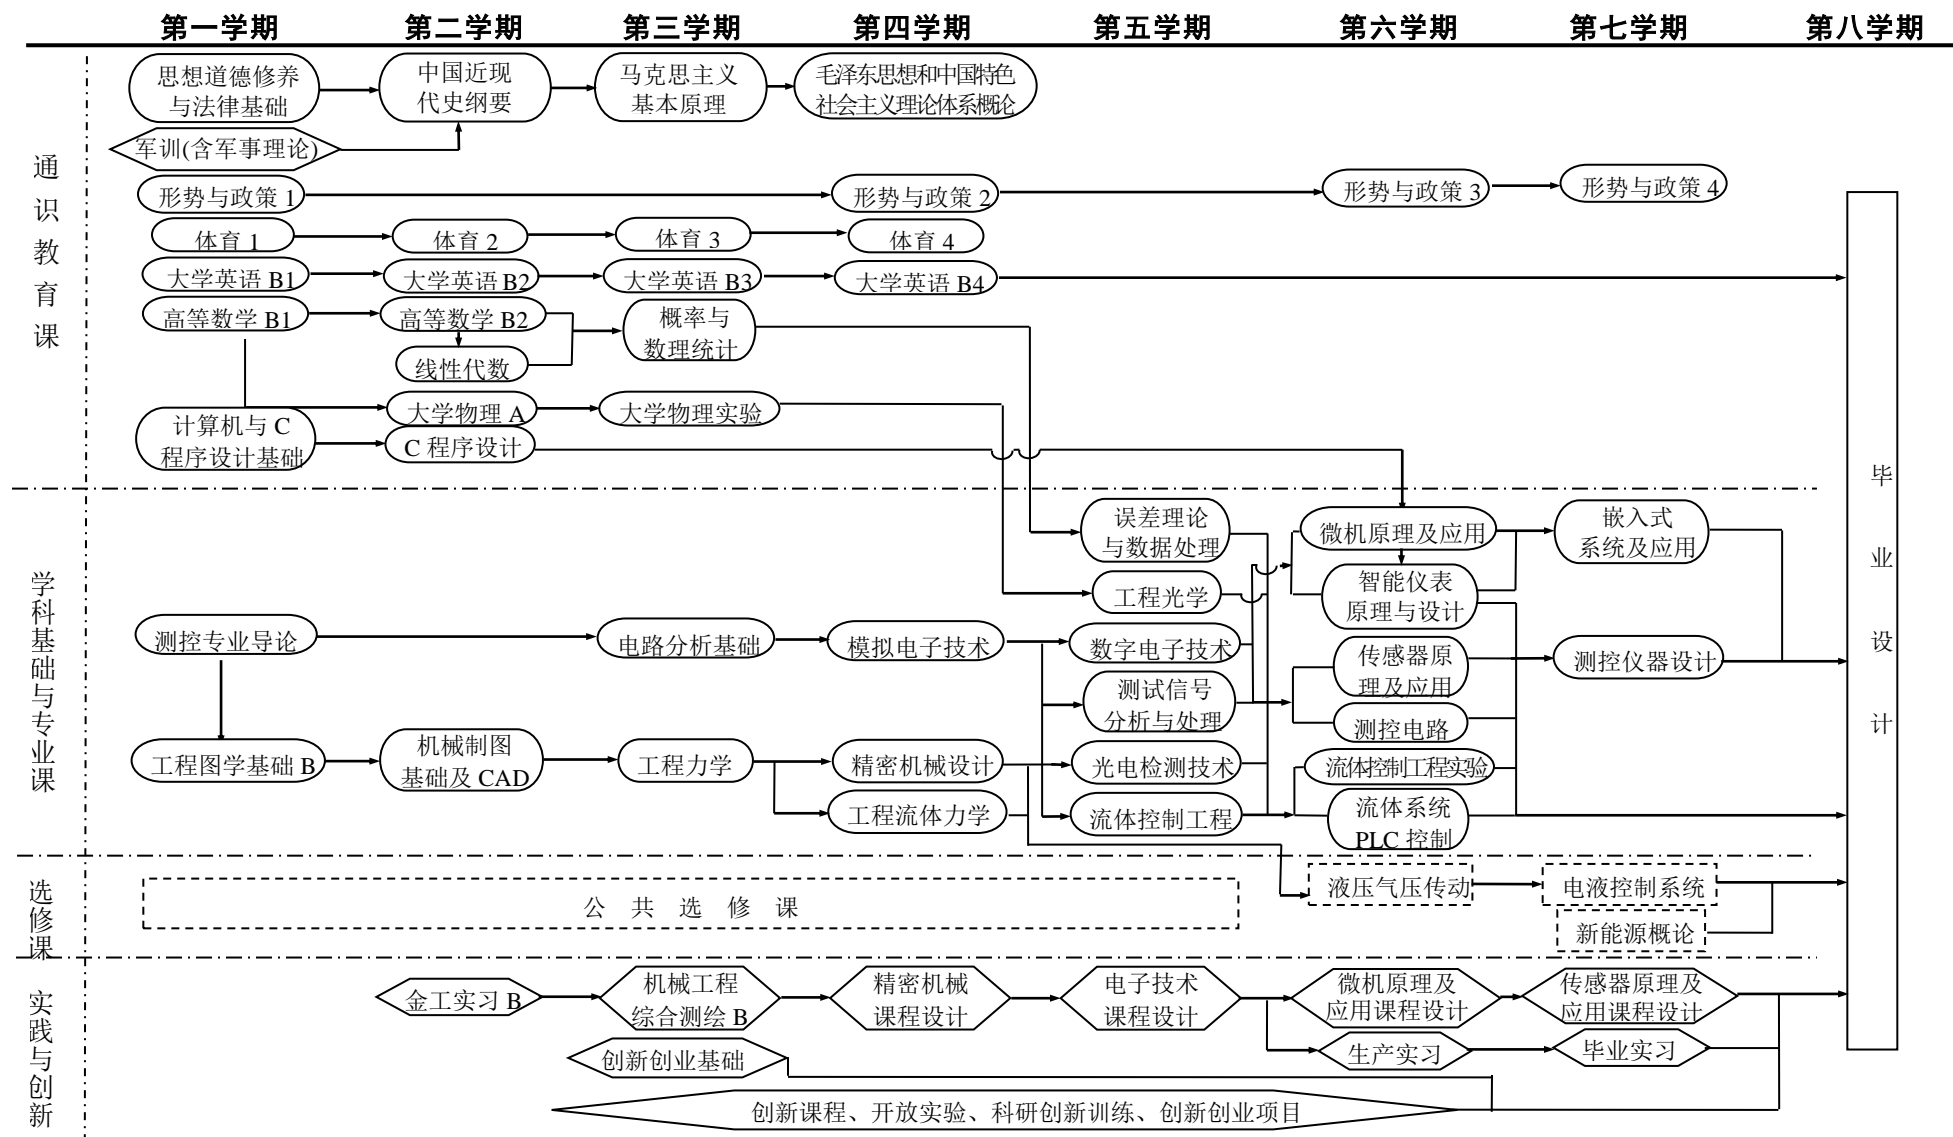 第一学期 第二学期 第三学期 第四学期 第五学期 第六学期 第七学期 第八学期
通识教育课
思想道德修养
与法律基础
中国近现
代史纲要
马克思主义
基本原理
毛泽东思想和中国特色
社会主义理论体系概论
军训(含军事理论)
形势与政策 1
形势与政策 2
形势与政策 3
形势与政策 4
体育 1
体育 2
体育 3
体育 4
大学英语 B1
大学英语 B2
大学英语 B3
大学英语 B4
高等数学 B1
高等数学 B2
概率与
数理统计
线性代数
大学物理 A
大学物理实验
计算机与 C
程序设计基础
C 程序设计
学科基础与专业课
误差理论
与数据处理
微机原理及应用
嵌入式
系统及应用
工程光学
智能仪表
原理与设计
测控专业导论
电路分析基础
模拟电子技术
数字电子技术
传感器原
理及应用
测控仪器设计
测试信号
分析与处理
测控电路
工程图学基础 B
机械制图
基础及 CAD
工程力学
精密机械设计
光电检测技术
流体控制工程实验
工程流体力学
流体控制工程
流体系统
PLC 控制
选修课
公共选修课
液压气压传动
电液控制系统
新能源概论
实践与创新
金工实习 B
机械工程
综合测绘 B
精密机械
课程设计
电子技术
课程设计
微机原理及
应用课程设计
传感器原理及
应用课程设计
创新创业基础
生产实习
毕业实习
创新课程、开放实验、科研创新训练、创新创业项目
毕业设计